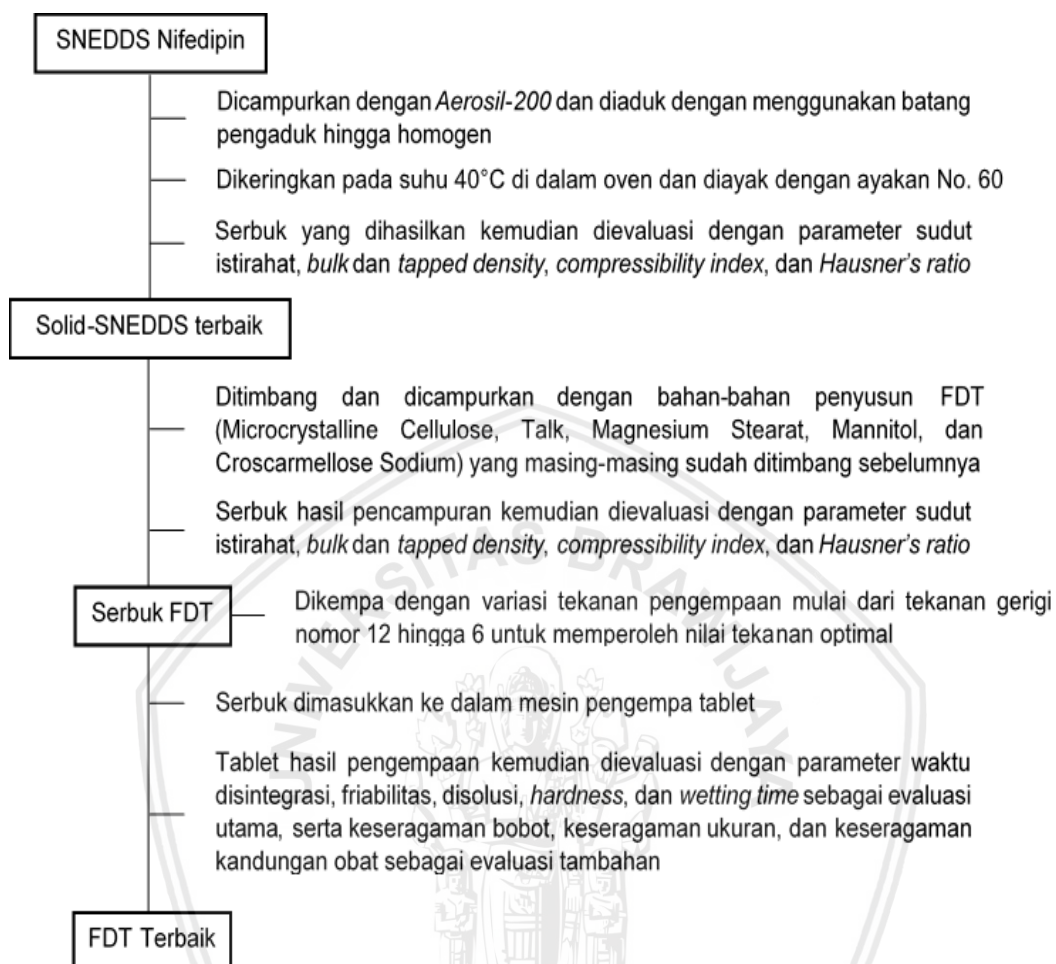 SNEDDS Nifedipin
Dicampurkan dengan Aerosil-200 dan diaduk dengan menggunakan batang
pengaduk hingga homogen
Dikeringkan pada suhu 40°C di dalam oven dan diayak dengan ayakan No. 60
Serbuk yang dihasilkan kemudian dievaluasi dengan parameter sudut
istirahat, bulk dan tapped density, compressibility index, dan Hausner's ratio
Solid-SNEDDS terbaik
Ditimbang dan dicampurkan dengan bahan-bahan penyusun FDT
(Microcrystalline Cellulose, Talk, Magnesium Stearat, Mannitol, dan
Croscarmellose Sodium) yang masing-masing sudah ditimbang sebelumnya
Serbuk hasil pencampuran kemudian dievaluasi dengan parameter sudut
istirahat, bulk dan tapped density, compressibility index, dan Hausner's ratio
Serbuk FDT
Dikempa dengan variasi tekanan pengempaan mulai dari tekanan gerigi
nomor 12 hingga 6 untuk memperoleh nilai tekanan optimal
Serbuk dimasukkan ke dalam mesin pengempa tablet
Tablet hasil pengempaan kemudian dievaluasi dengan parameter waktu
disintegrasi, friabilitas, disolusi, hardness, dan wetting time sebagai evaluasi
utama, serta keseragaman bobot, keseragaman ukuran, dan keseragaman
kandungan obat sebagai evaluasi tambahan
FDT Terbaik
UNIVERSITAS BRAWIJAYA